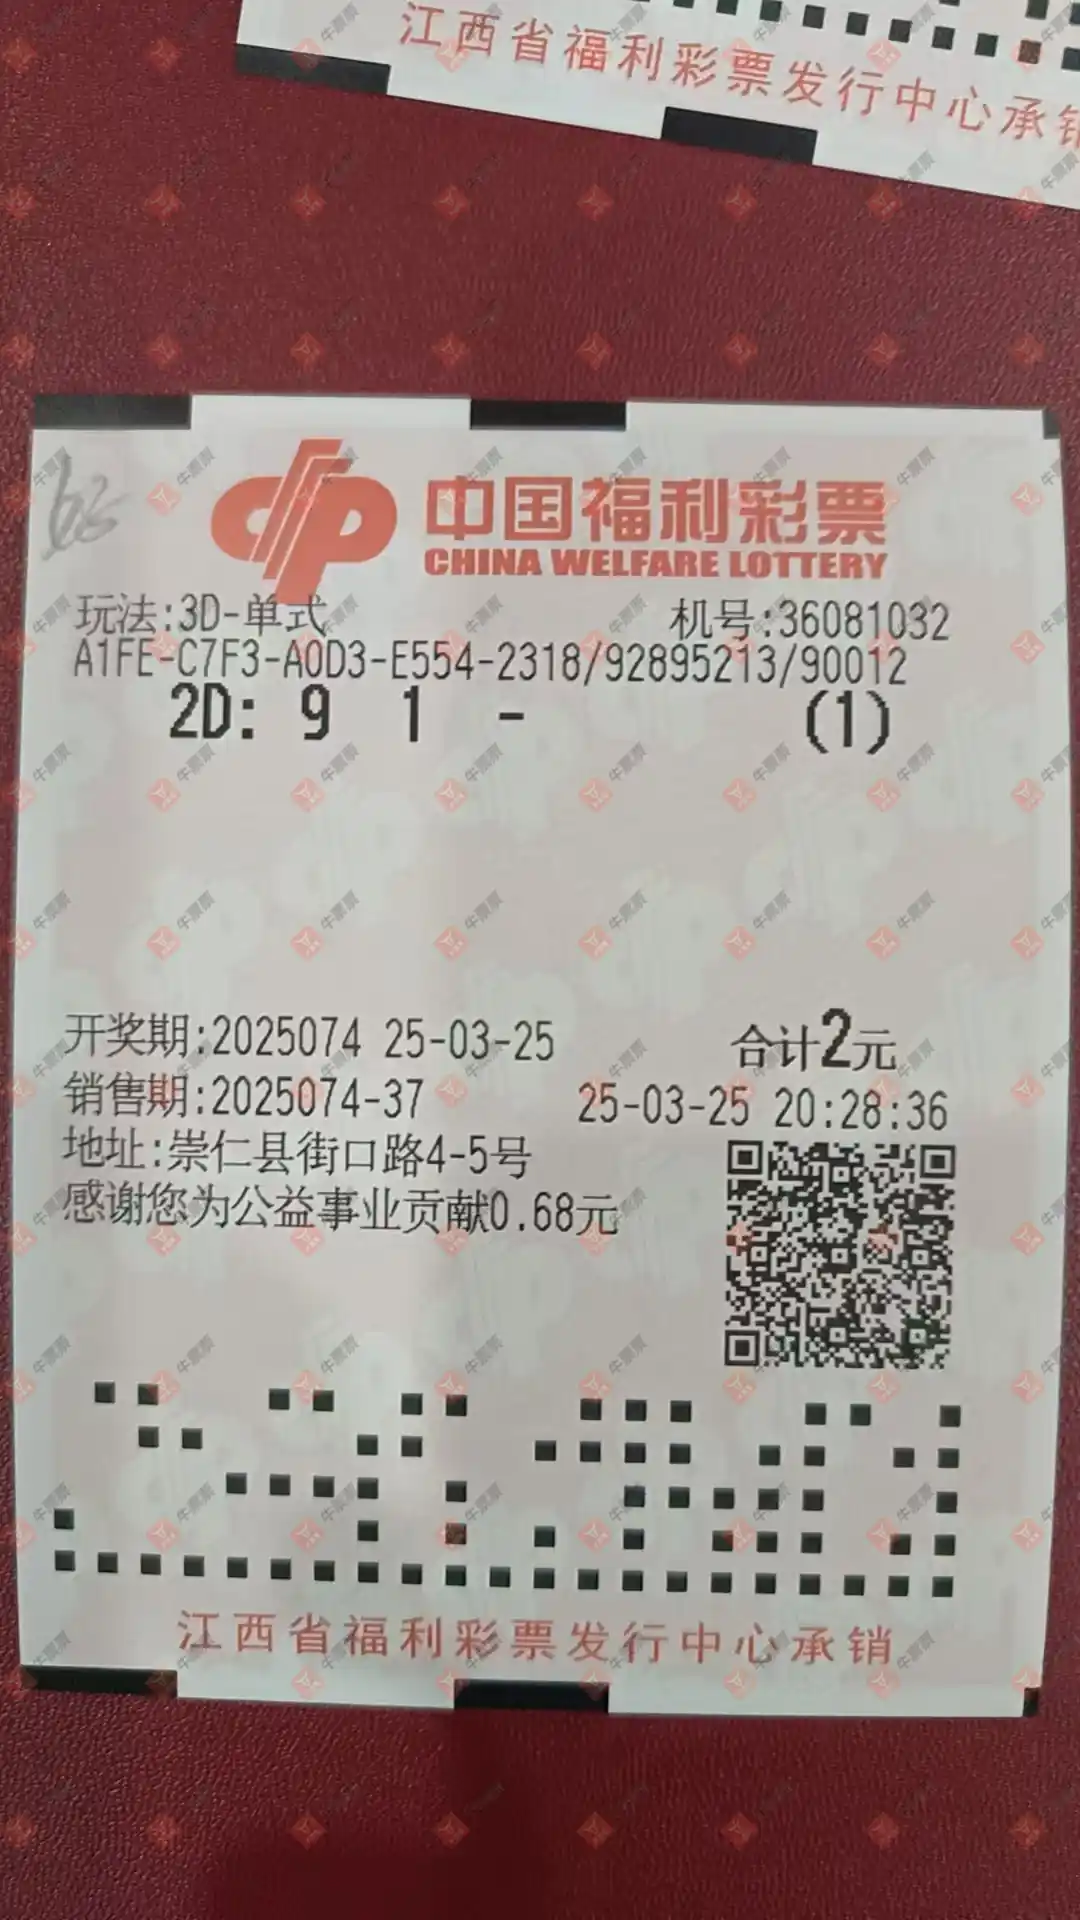 江西省福利彩票发行中心承销
中国福利彩票
CHINA WELFARE LOTTERY
玩法:3D-单式 机号:36081032
A1FE-C7F3-A0D3-E554-2318/92895213/90012
2D: 9 1 - (1)
开奖期:2025074 25-03-25 合计2元
销售期:2025074-37 25-03-25 20:28:36
地址:崇仁县街口路4-5号
感谢您为公益事业贡献0.68元
江西省福利彩票发行中心承销
牛票票